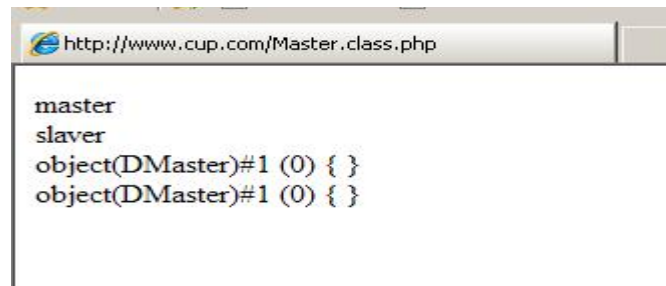 http://www.cup.com/Master.class.php
master
slaver
object(DMaster)#1 (0) { }
object(DMaster)#1 (0) { }